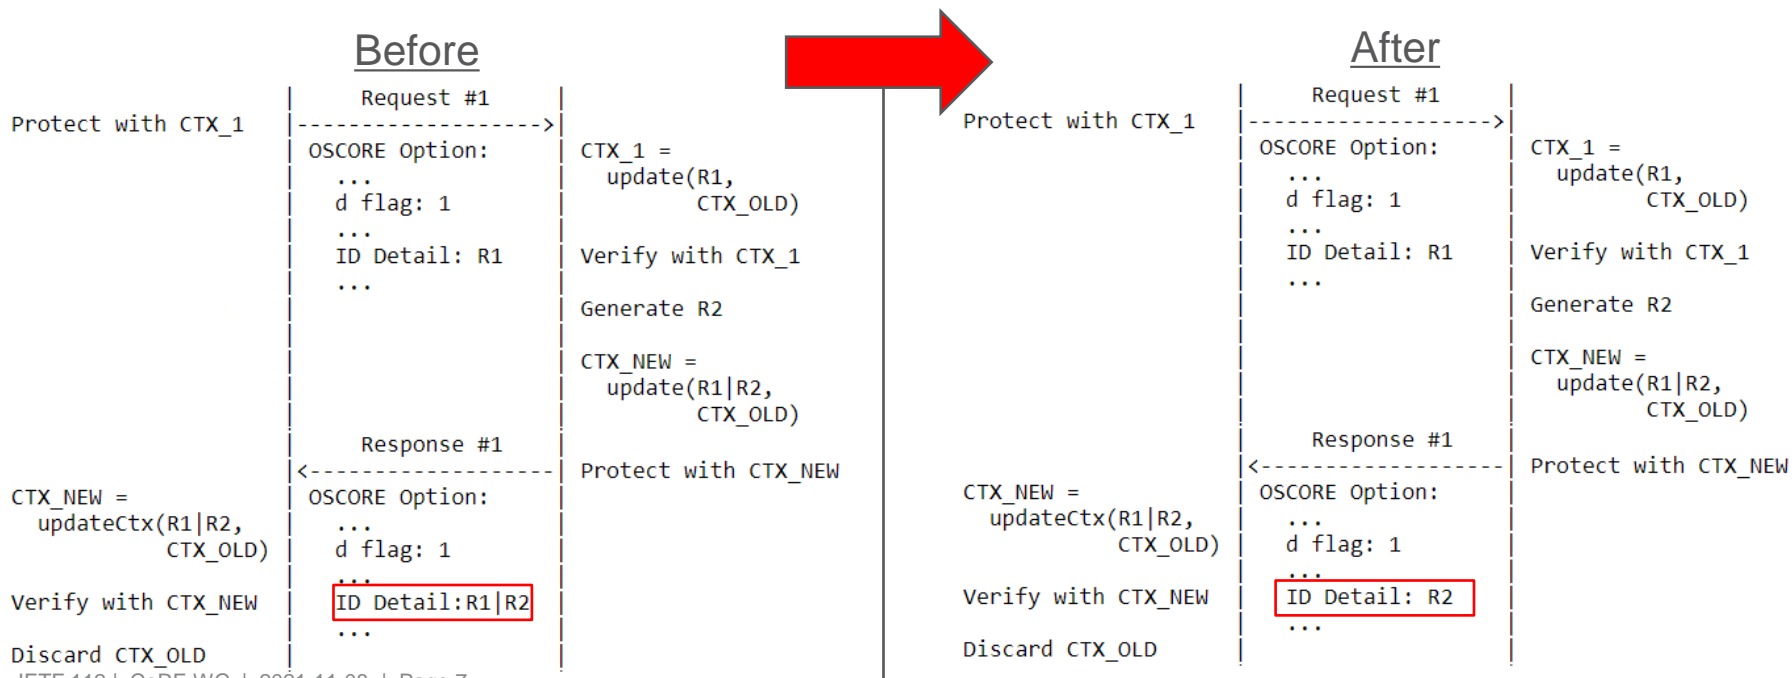 Before
Request #1
Protect with CTX_1
------------------->
OSCORE Option:
CTX_1 =
...
update(R1,
d flag: 1
CTX_OLD)
...
ID Detail: R1
Verify with CTX_1
...
Generate R2
CTX_NEW =
update(R1|R2,
CTX_OLD)
Response #1
<-------------------
Protect with CTX_NEW
CTX_NEW =
OSCORE Option:
updateCtx(R1|R2,
...
CTX_OLD)
d flag: 1
...
Verify with CTX_NEW
ID Detail:R1|R2
...
Discard CTX_OLD
After
Request #1
Protect with CTX_1
------------------->
OSCORE Option:
CTX_1 =
...
update(R1,
d flag: 1
CTX_OLD)
...
ID Detail: R1
Verify with CTX_1
...
Generate R2
CTX_NEW =
update(R1|R2,
CTX_OLD)
Response #1
<-------------------
Protect with CTX_NEW
CTX_NEW =
OSCORE Option:
updateCtx(R1|R2,
...
CTX_OLD)
d flag: 1
...
Verify with CTX_NEW
ID Detail: R2
...
Discard CTX_OLD